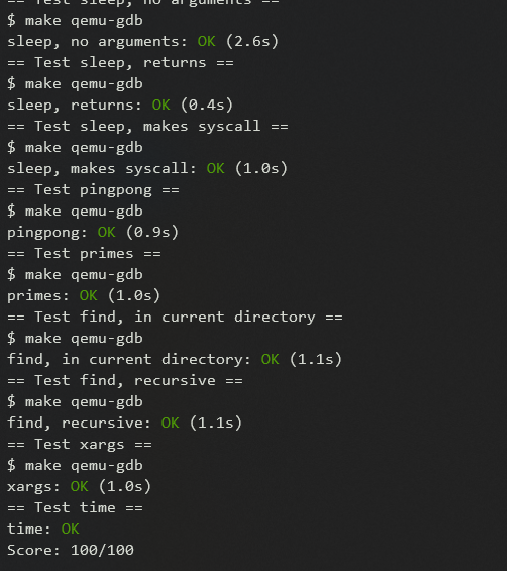 == Test sleep, no arguments ==
$ make qemu-gdb
sleep, no arguments: OK (2.6s)
== Test sleep, returns ==
$ make qemu-gdb
sleep, returns: OK (0.4s)
== Test sleep, makes syscall ==
$ make qemu-gdb
sleep, makes syscall: OK (1.0s)
== Test pingpong ==
$ make qemu-gdb
pingpong: OK (0.9s)
== Test primes ==
$ make qemu-gdb
primes: OK (1.0s)
== Test find, in current directory ==
$ make qemu-gdb
find, in current directory: OK (1.1s)
== Test find, recursive ==
$ make qemu-gdb
find, recursive: OK (1.1s)
== Test xargs ==
$ make qemu-gdb
xargs: OK (1.0s)
== Test time ==
time: OK
Score: 100/100